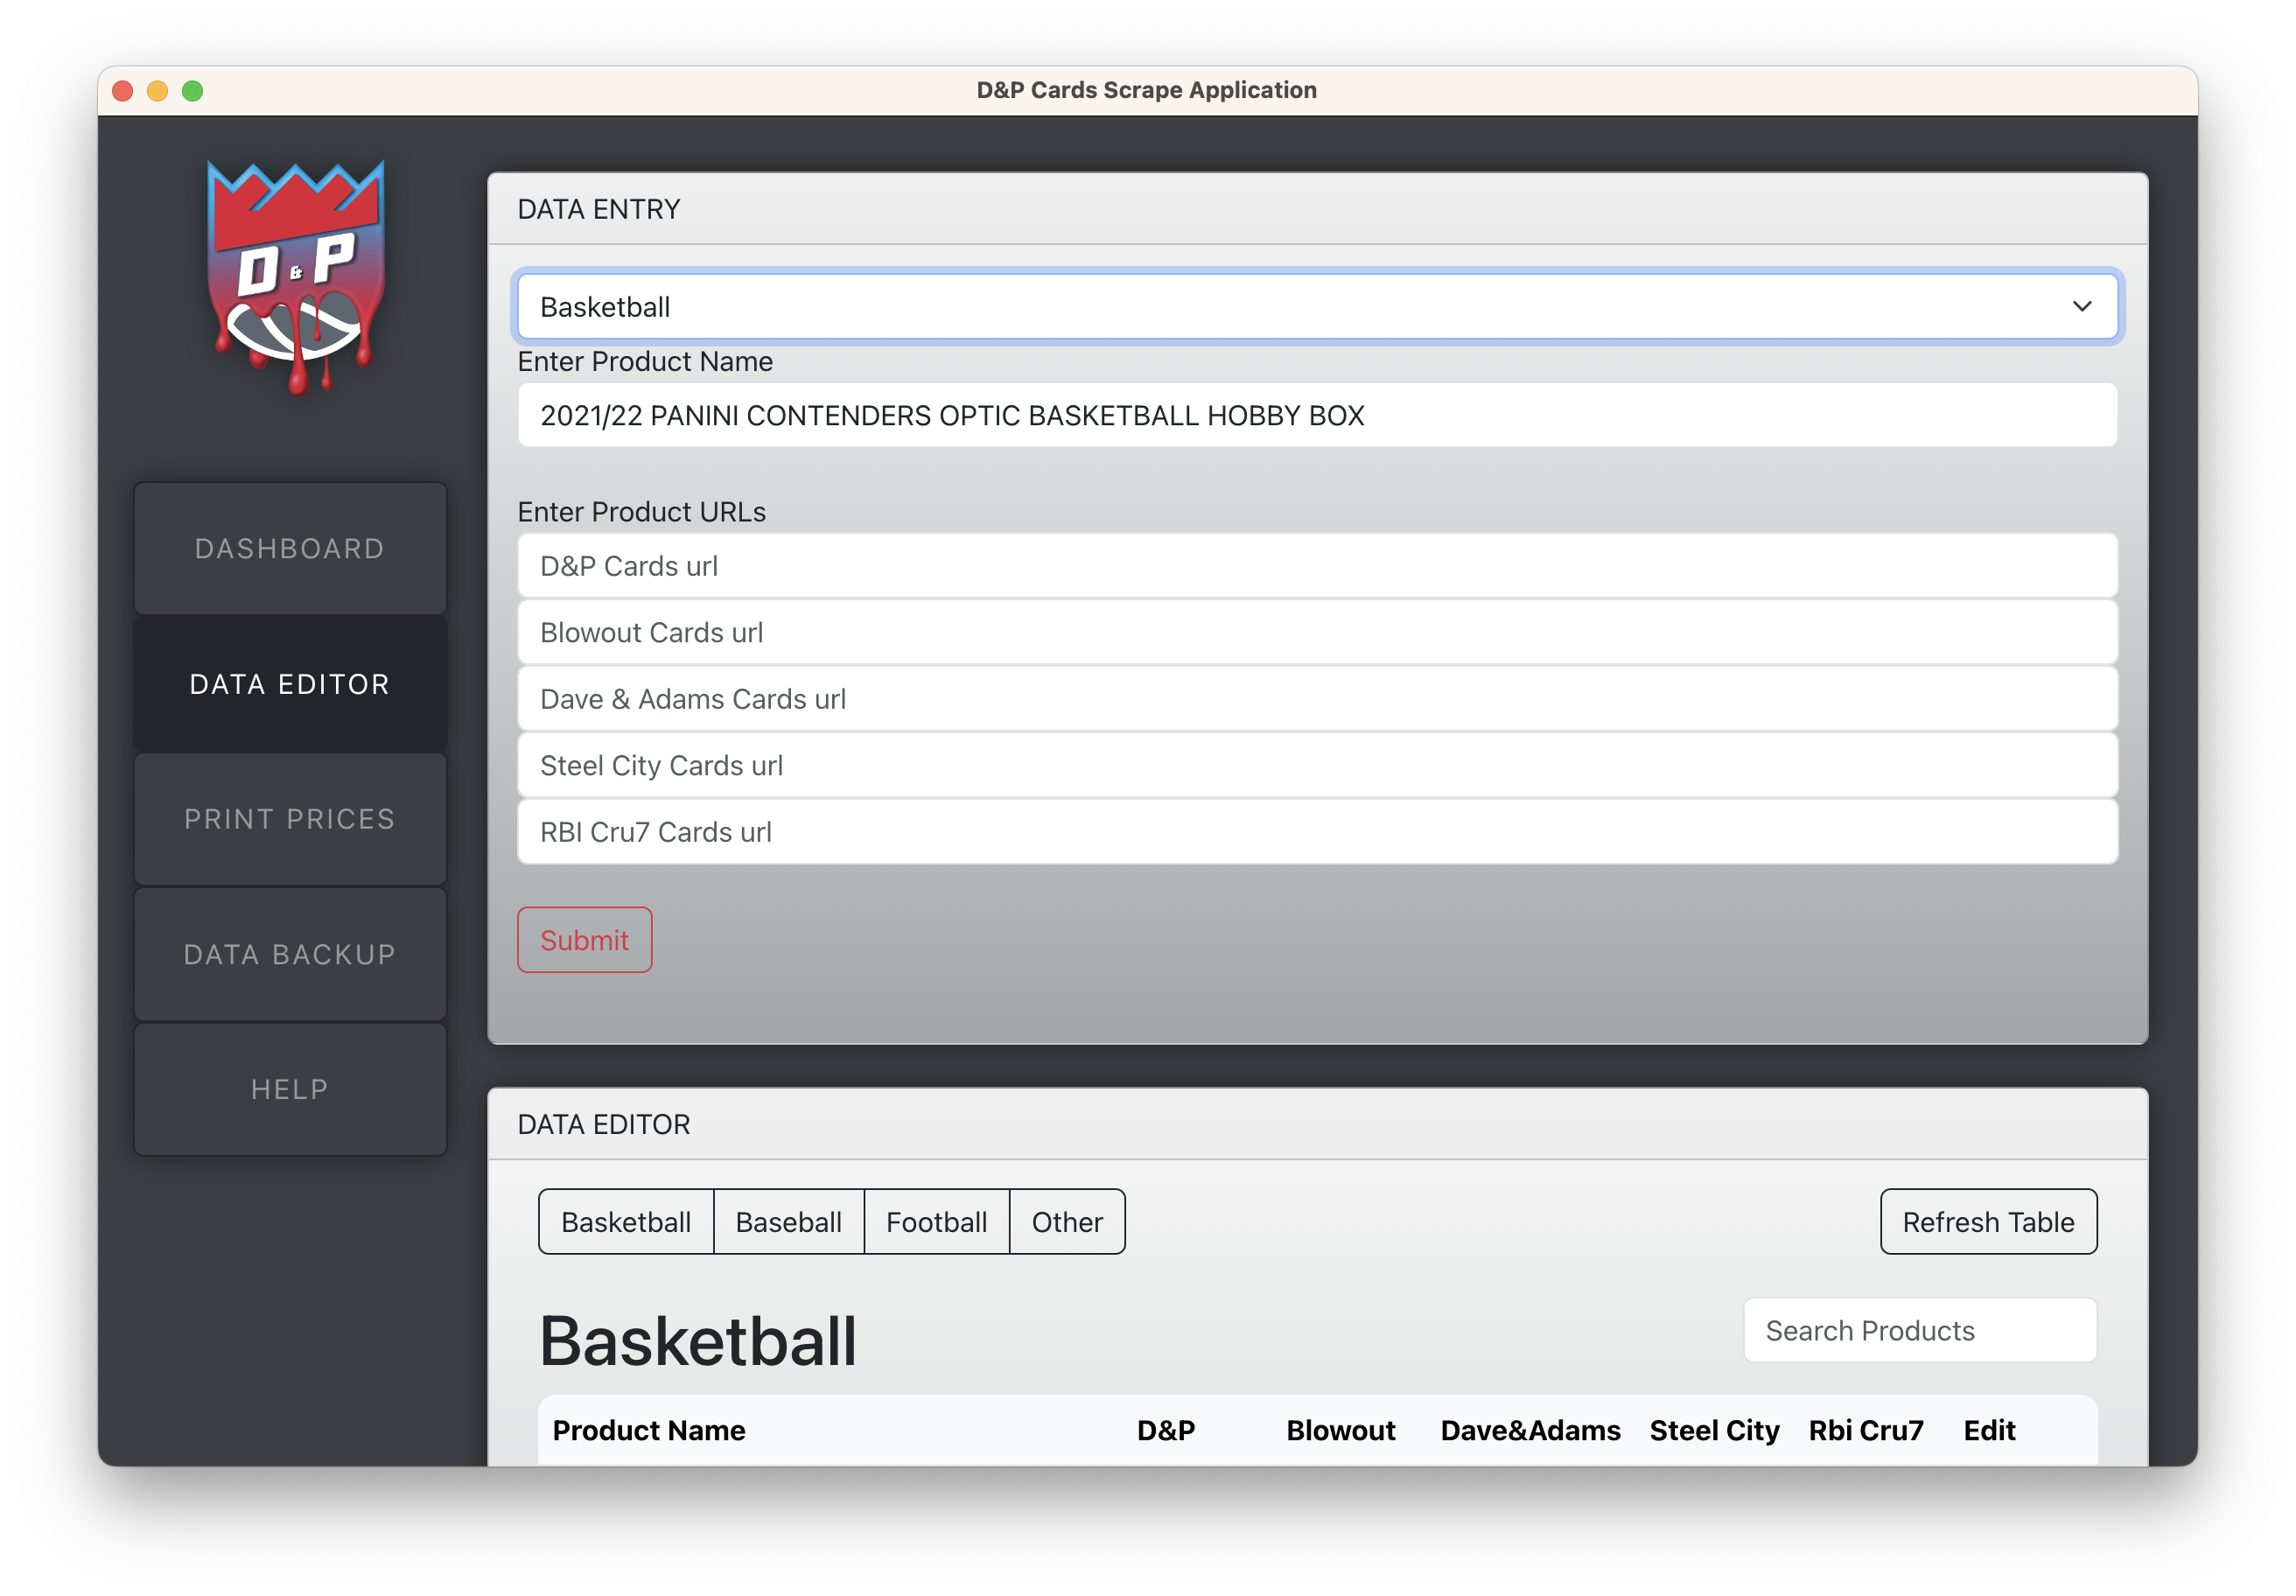 D&P Cards Scrape Application
D & P
DASHBOARD
DATA EDITOR
PRINT PRICES
DATA BACKUP
HELP
DATA ENTRY
Basketball
Enter Product Name
2021/22 PANINI CONTENDERS OPTIC BASKETBALL HOBBY BOX
Enter Product URLs
D&P Cards url
Blowout Cards url
Dave & Adams Cards url
Steel City Cards url
RBI Cru7 Cards url
Submit
DATA EDITOR
Basketball Baseball Football Other Refresh Table
Basketball Search Products
Product Name D&P Blowout Dave&Adams Steel City Rbi Cru7 Edit